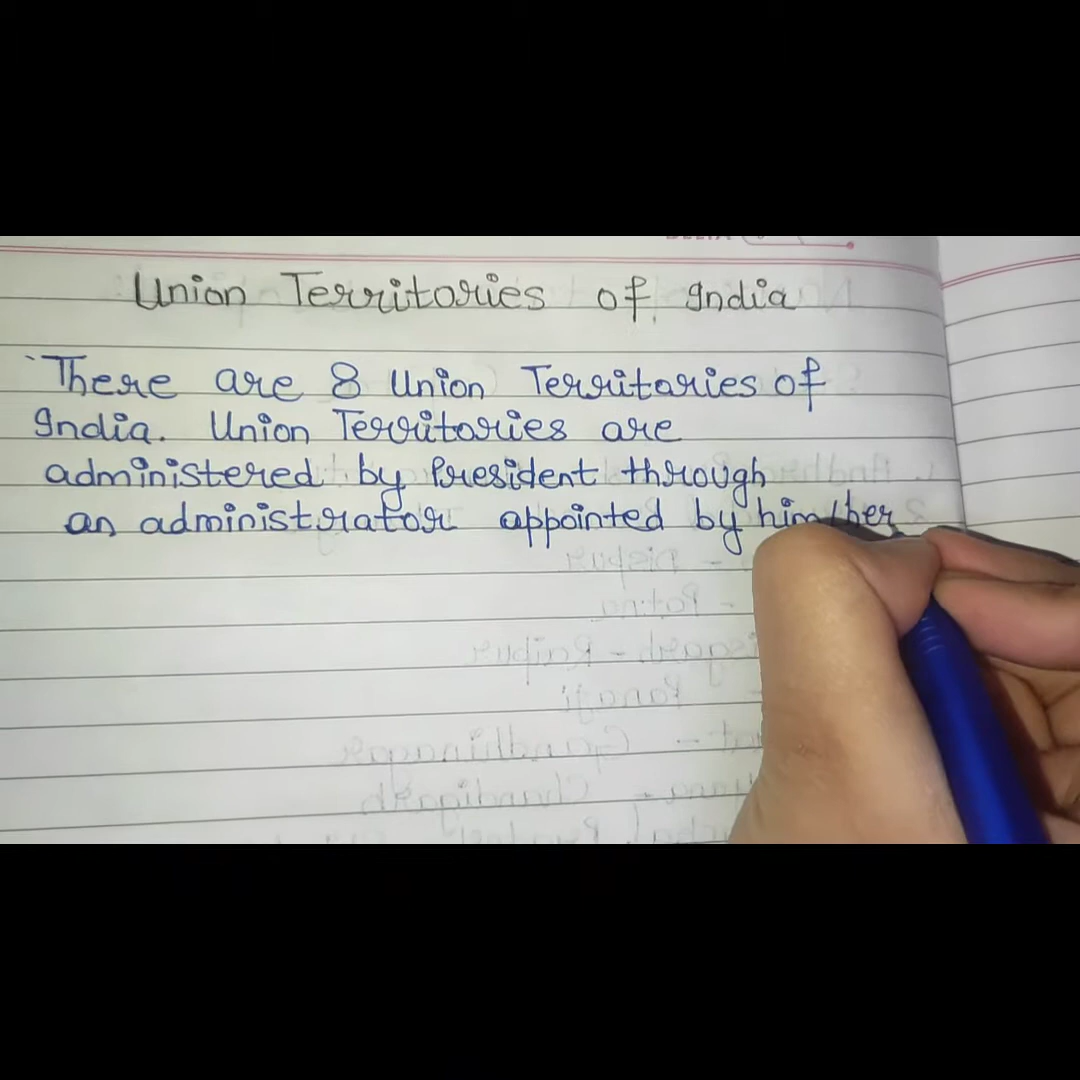 Union Territories of India
There are 8 Union Territories of
India. Union Territories are
administered by President through
an administrator appointed by him/her